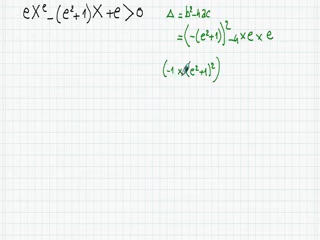 eX² - (e²+1)X + e > 0
Δ = b² - 4ac
= (-(e²+1))² - 4 × e × e
(-1 × (e²+1)²)